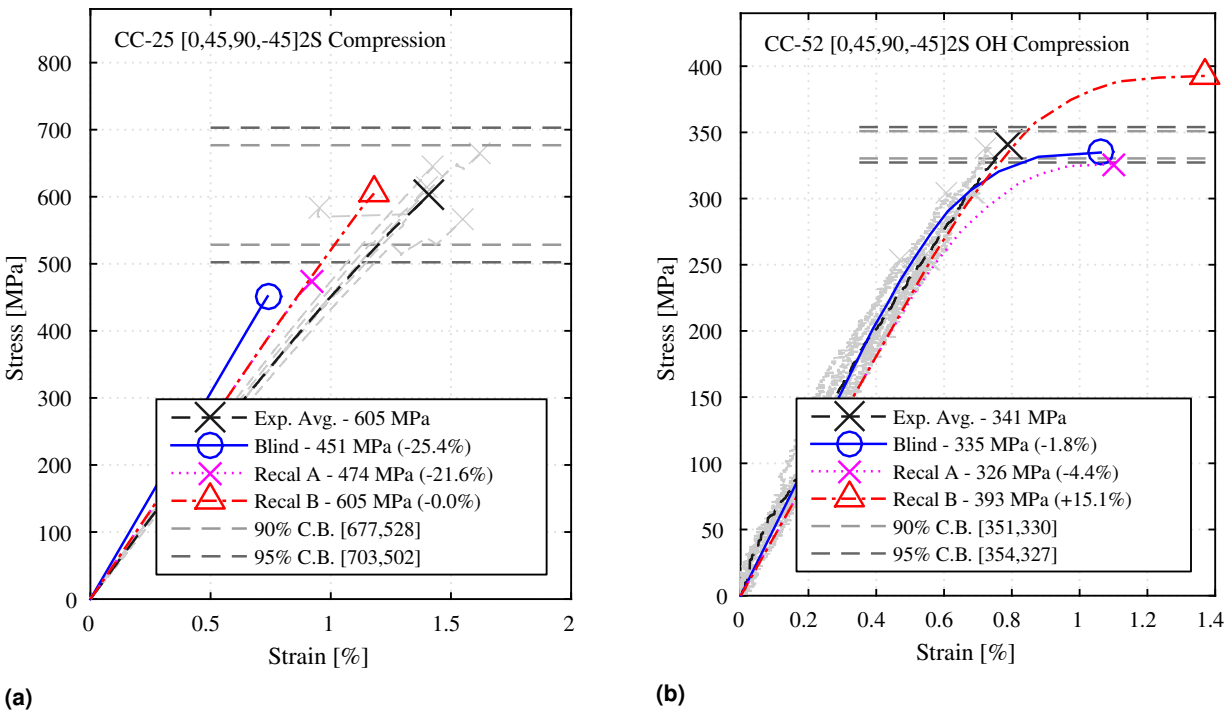 CC-25 [0,45,90,-45]2S Compression
800
700
600
500
400
300
200
100
0
Stress [MPa]
Exp. Avg. - 605 MPa
Blind - 451 MPa (-25.4%)
Recal A - 474 MPa (-21.6%)
Recal B - 605 MPa (-0.0%)
90% C.B. [677,528]
95% C.B. [703,502]
0 0.5 1 1.5 2
Strain [%]
(a)
CC-52 [0,45,90,-45]2S OH Compression
400
350
300
250
200
150
100
50
0
Stress [MPa]
Exp. Avg. - 341 MPa
Blind - 335 MPa (-1.8%)
Recal A - 326 MPa (-4.4%)
Recal B - 393 MPa (+15.1%)
90% C.B. [351,330]
95% C.B. [354,327]
0 0.2 0.4 0.6 0.8 1 1.2 1.4
Strain [%]
(b)